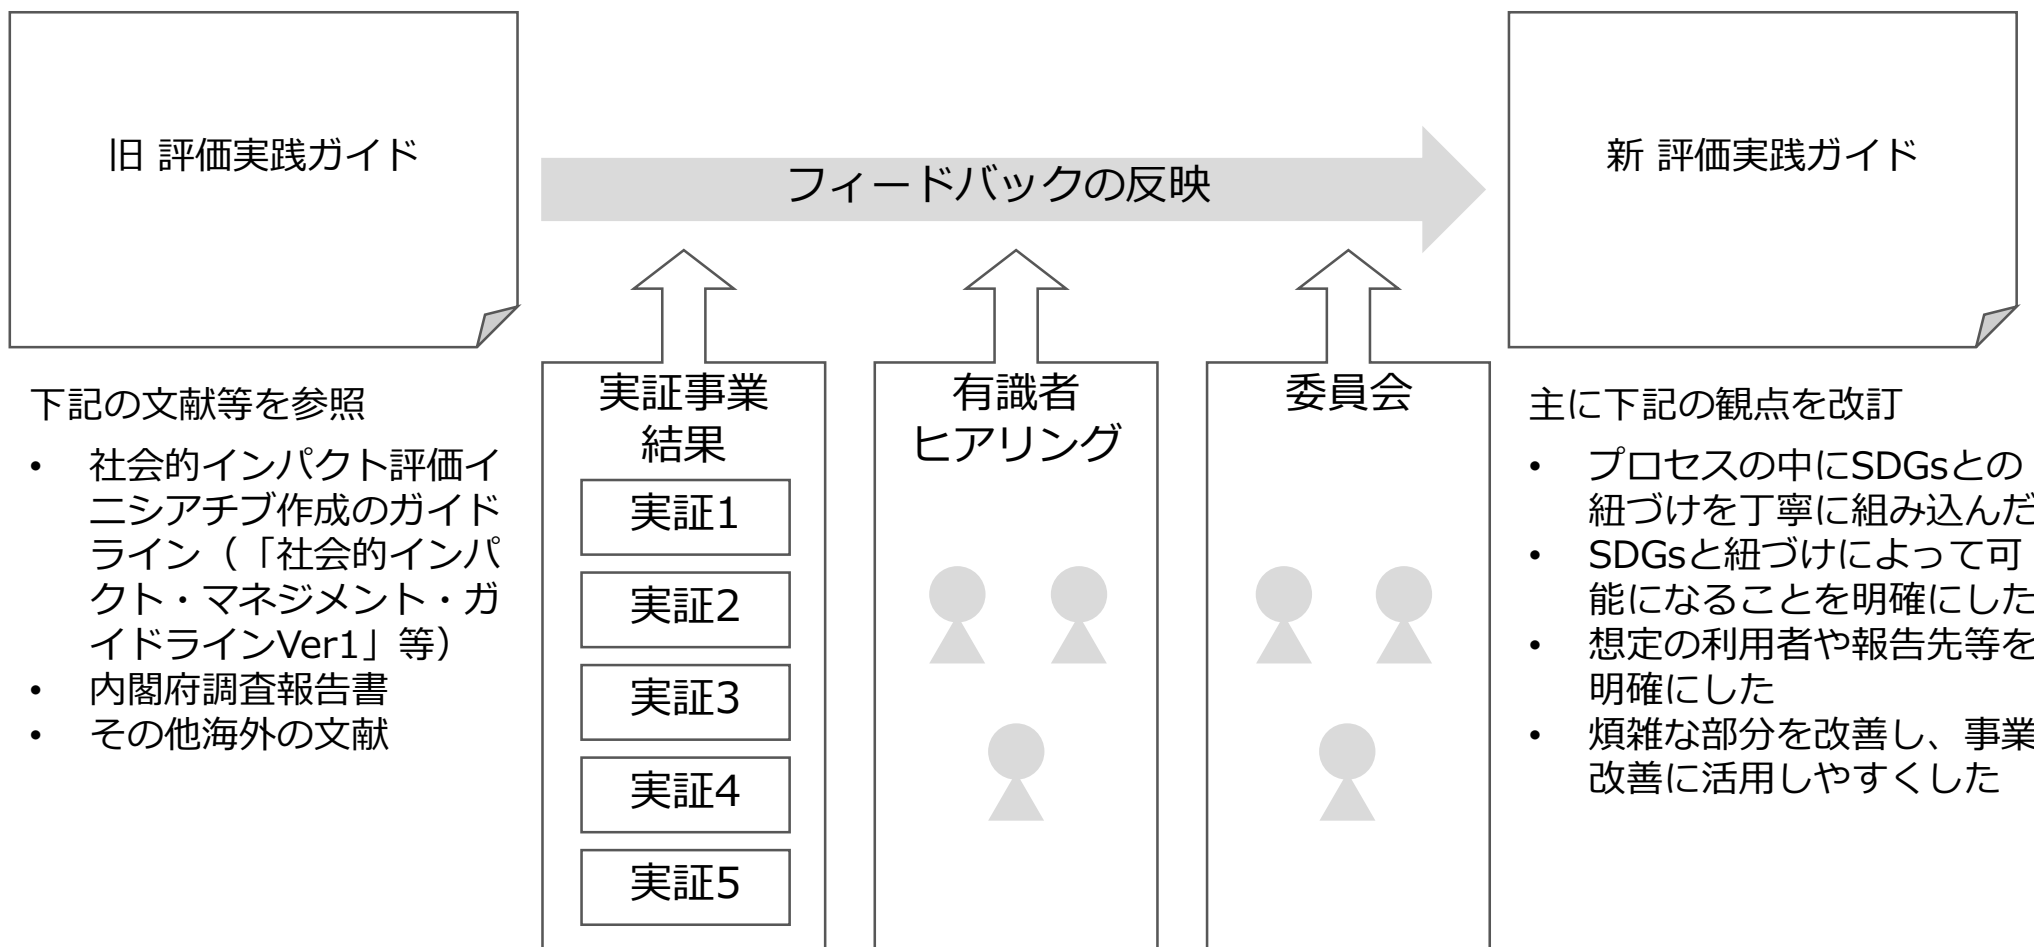 旧 評価実践ガイド
下記の文献等を参照
• 社会的インパクト評価イ
ニシアチブ作成のガイド
ライン（「社会的インパ
クト・マネジメント・ガ
イドラインVer1」等）
• 内閣府調査報告書
• その他海外の文献
フィードバックの反映
実証事業
結果
実証1
実証2
実証3
実証4
実証5
有識者
ヒアリング
委員会
新 評価実践ガイド
主に下記の観点を改訂
• プロセスの中にSDGsとの
紐づけを丁寧に組み込んだ
• SDGsと紐づけによって可
能になることを明確にした
• 想定の利用者や報告先等を
明確にした
• 煩雑な部分を改善し、事業
改善に活用しやすくした